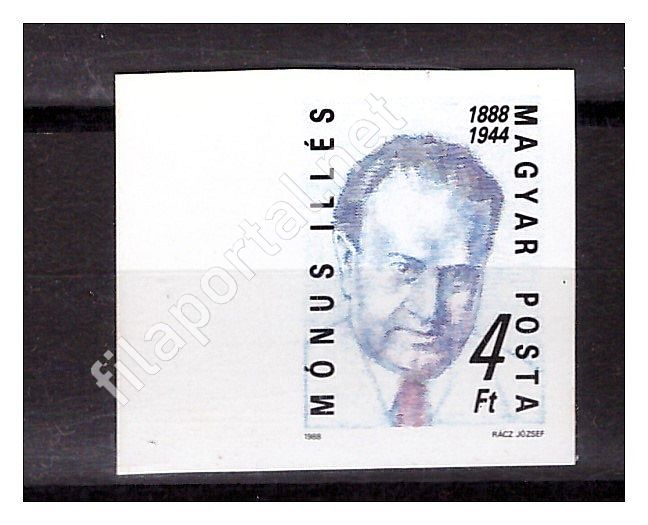 MÓNUS ILLÉS
1888
1944
MAGYAR POSTA
4
Ft
1988
RÁCZ JÓZSEF
filaportal.net